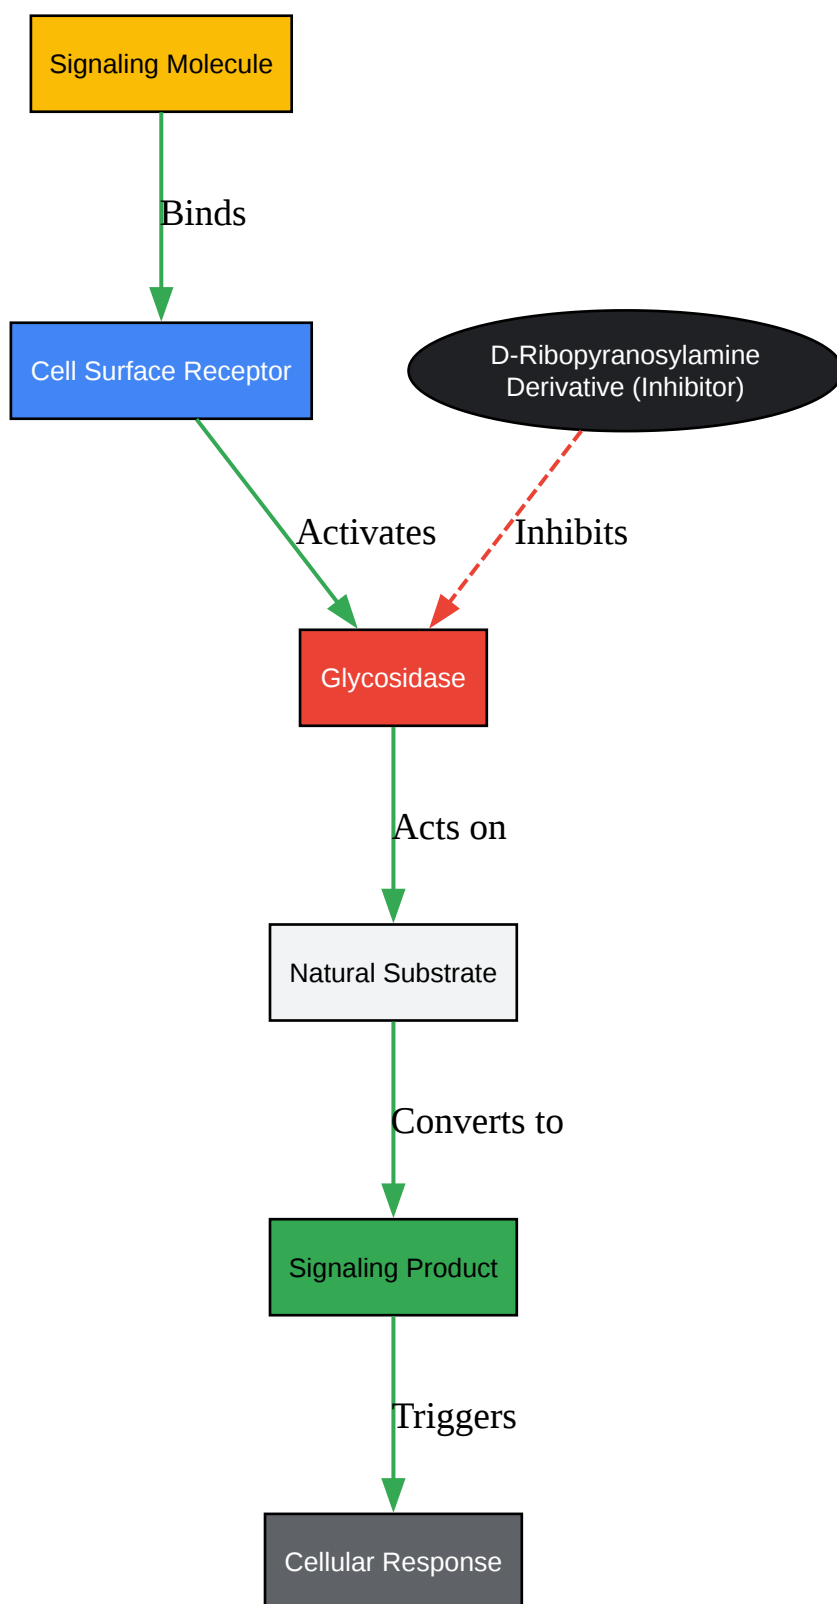 Signaling Molecule
Binds
Cell Surface Receptor
D-Ribopyranosylamine
Derivative (Inhibitor)
Activates
Inhibits
Glycosidase
Acts on
Natural Substrate
Converts to
Signaling Product
Triggers
Cellular Response